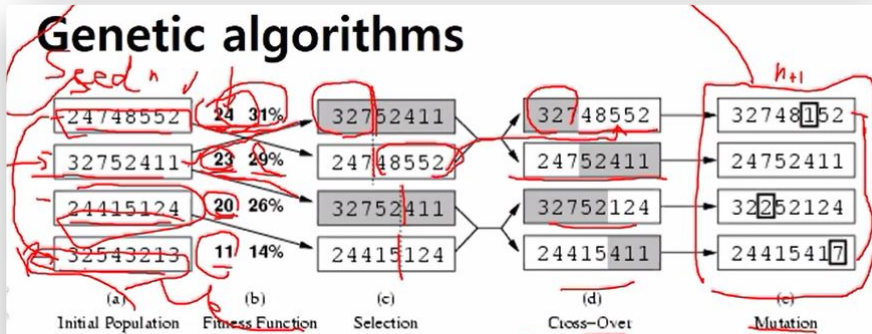 Genetic algorithms
Seed n
n+1
24748552 24 31% 32752411 32748552 32748152
32752411 23 29% 24748552 24752411 24752411
24415124 20 26% 32752411 32752124 32252124
32543213 11 14% 24415124 24415411 24415417
(a) (b) (c) (d) (e)
Initial Population Fitness Function Selection Cross-Over Mutation